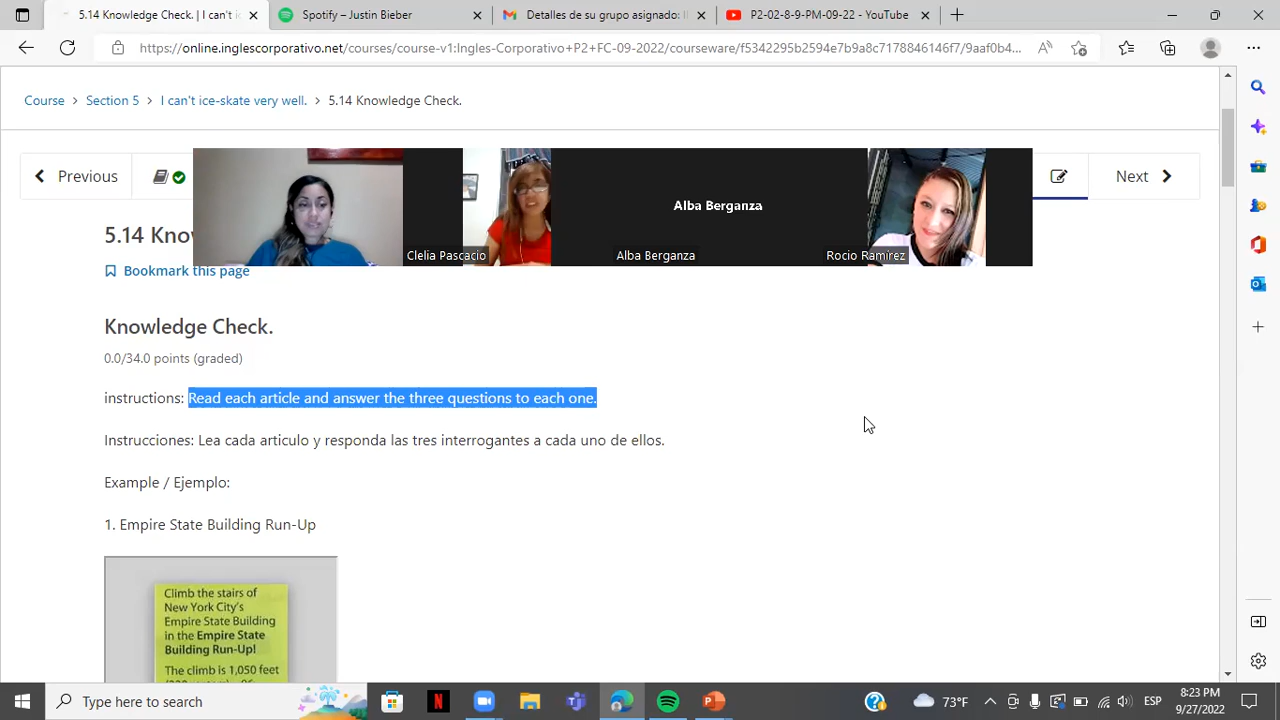 5.14 Knowledge Check. | I can't ic
Spotify – Justin Bieber
Detalles de su grupo asignado: II
P2-02-8-9-PM-09-22 - YouTube
https://online.inglescorporativo.net/courses/course-v1:Ingles-Corporativo+P2+FC-09-2022/courseware/f5342295b2594e7b9a8c7178846146f7/9aaf0b4...
Course > Section 5 > I can't ice-skate very well. > 5.14 Knowledge Check.
Previous
Next
Alba Berganza
Clelia Pascacio
Alba Berganza
Rocio Ramirez
5.14 Kno
Bookmark this page
Knowledge Check.
0.0/34.0 points (graded)
instructions: Read each article and answer the three questions to each one.
Instrucciones: Lea cada articulo y responda las tres interrogantes a cada uno de ellos.
Example / Ejemplo:
1. Empire State Building Run-Up
Climb the stairs of
New York City's
Empire State Building
in the Empire State
Building Run-Up!
The climb is 1,050 feet
Type here to search
73°F
ESP
8:23 PM
9/27/2022